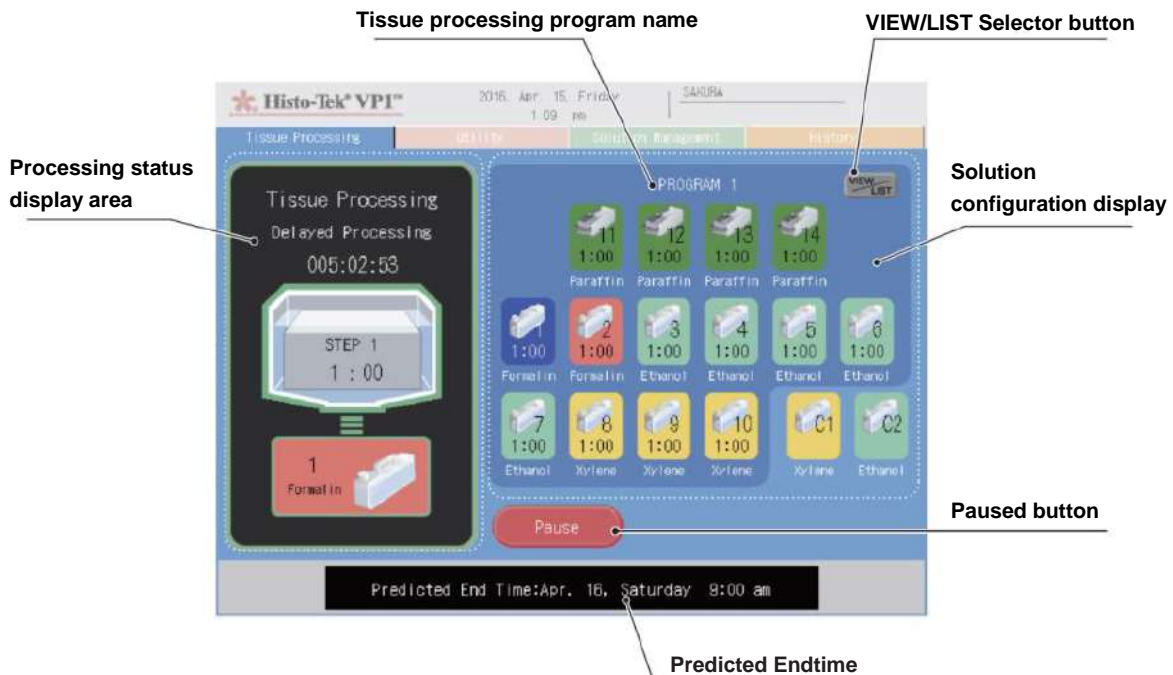 Tissue processing program name
VIEW/LIST Selector button
Histo-Tek® VP1™
2016. Apr. 15, Friday
1:09 pm
SAKURA
Tissue Processing
Utility
Solution Management
History
Processing status
display area
Tissue Processing
Delayed Processing
005:02:53
STEP 1
1 : 00
1
Formalin
PROGRAM 1
VIEW/LIST
Solution
configuration display
11 12 13 14
1:00 1:00 1:00 1:00
Paraffin Paraffin Paraffin Paraffin
1 2 3 4 5 6
1:00 1:00 1:00 1:00 1:00 1:00
Formalin Formalin Ethanol Ethanol Ethanol Ethanol
7 8 9 10 C1 C2
1:00 1:00 1:00 1:00
Ethanol Xylene Xylene Xylene Xylene Ethanol
Pause
Paused button
Predicted End Time:Apr. 16, Saturday 9:00 am
Predicted Endtime